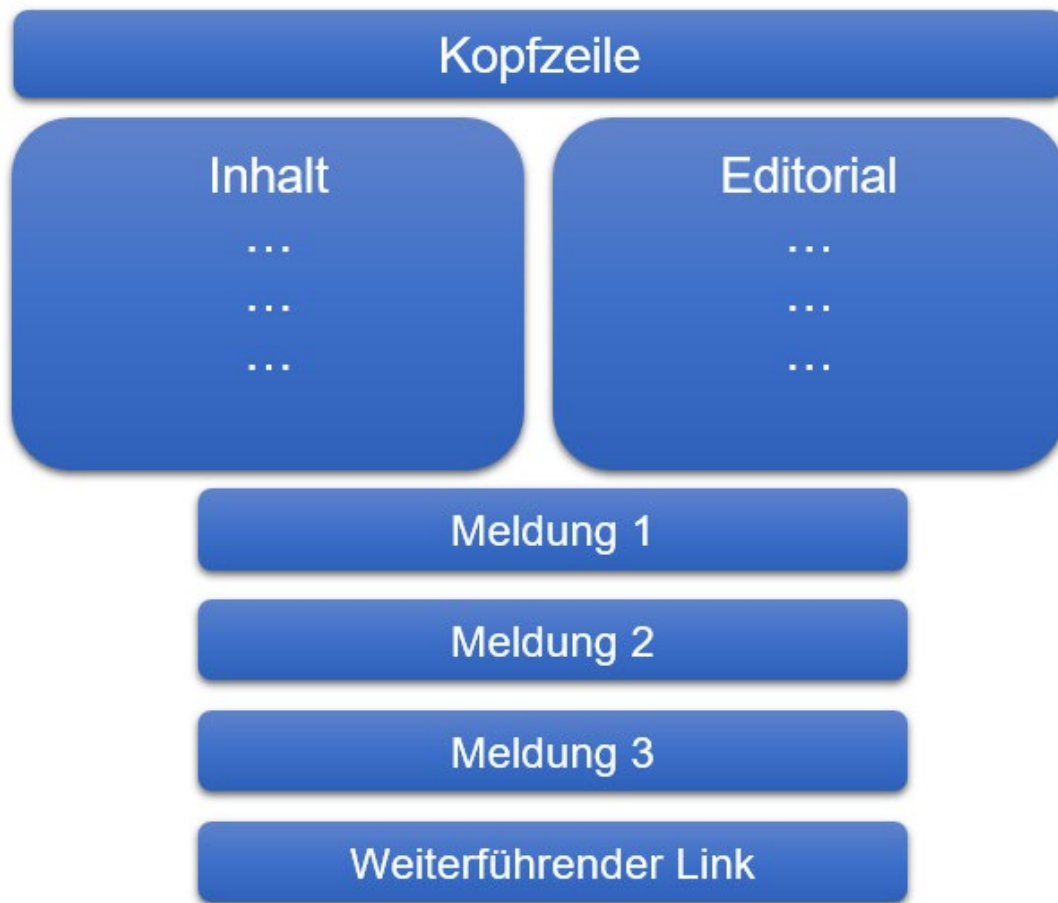 Kopfzeile
Inhalt
...
...
...
Editorial
...
...
...
Meldung 1
Meldung 2
Meldung 3
Weiterführender Link